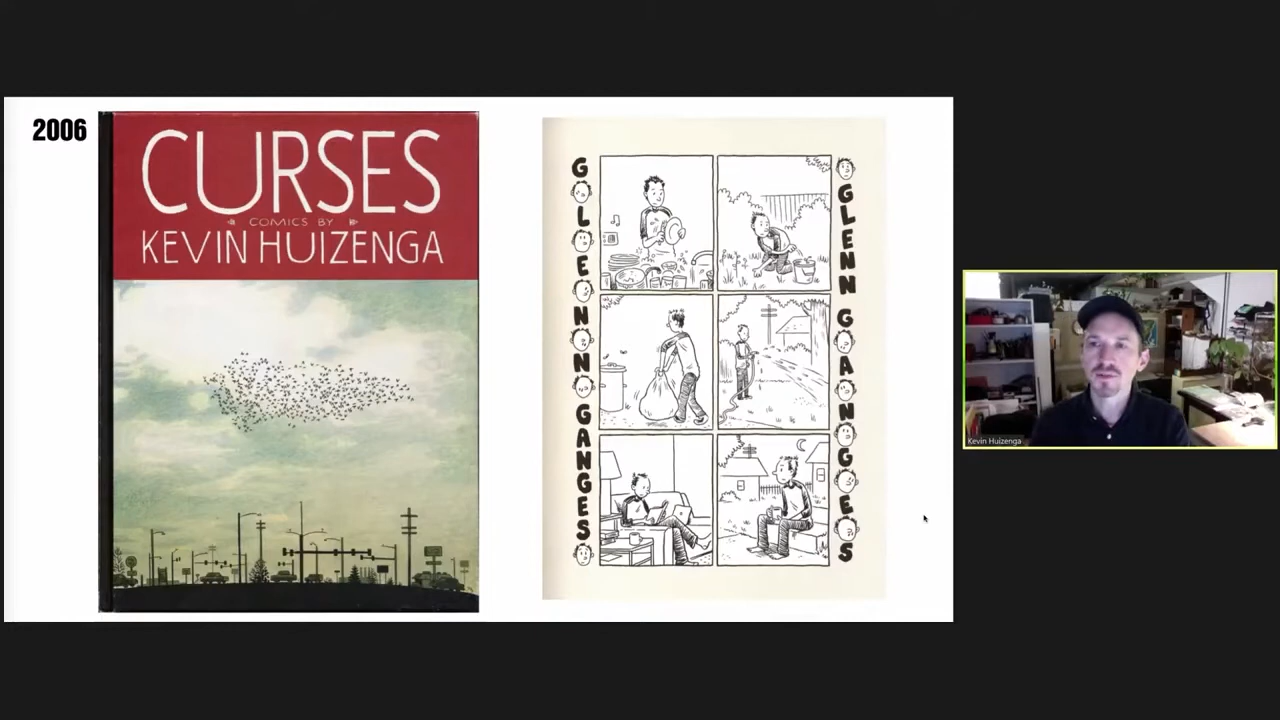 2006
CURSES
COMICS BY
KEVIN HUIZENGA
GLENN GANGES
GLENN GANGES
Kevin Huizenga